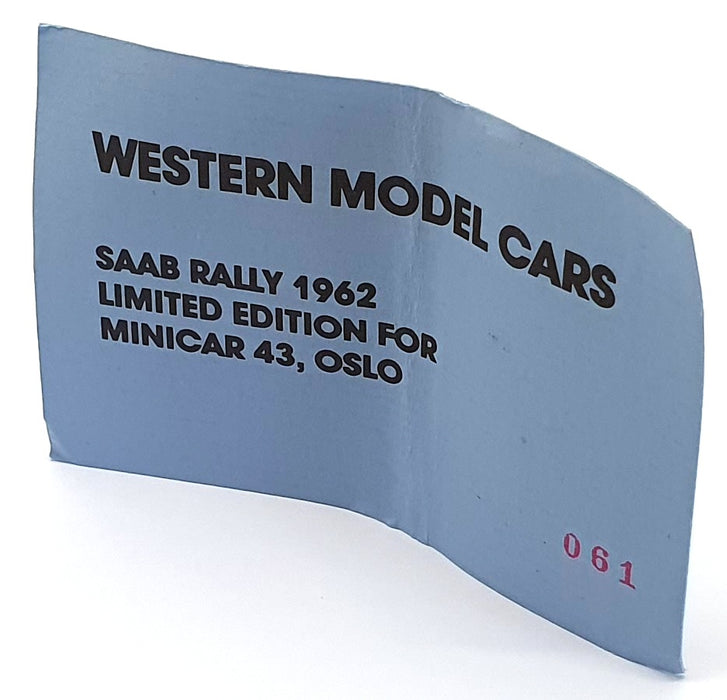 WESTERN MODEL CARS
SAAB RALLY 1962
LIMITED EDITION FOR
MINICAR 43, OSLO
061